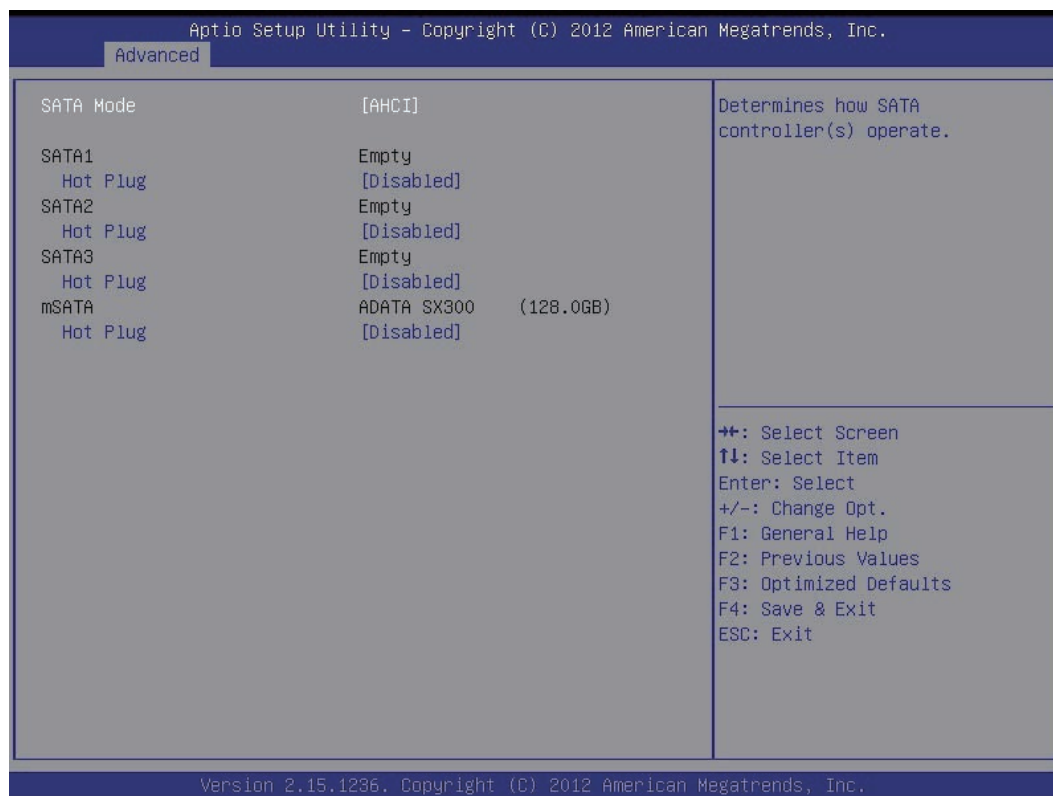 Aptio Setup Utility – Copyright (C) 2012 American Megatrends, Inc.
Advanced
SATA Mode [AHCI]
SATA1 Empty
Hot Plug [Disabled]
SATA2 Empty
Hot Plug [Disabled]
SATA3 Empty
Hot Plug [Disabled]
mSATA ADATA SX300 (128.0GB)
Hot Plug [Disabled]
Determines how SATA
controller(s) operate.
→←: Select Screen
↑↓: Select Item
Enter: Select
+/-: Change Opt.
F1: General Help
F2: Previous Values
F3: Optimized Defaults
F4: Save & Exit
ESC: Exit
Version 2.15.1236. Copyright (C) 2012 American Megatrends, Inc.